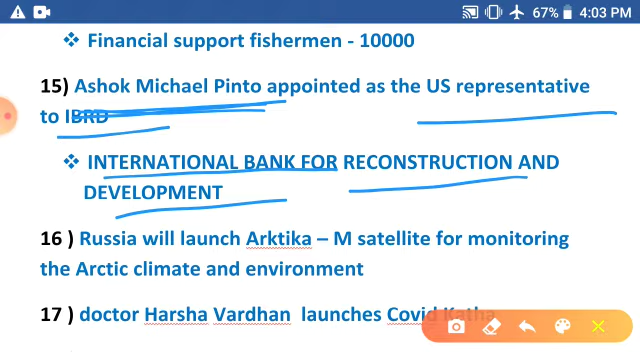 67% 4:03 PM
❖ Financial support fishermen - 10000
15) Ashok Michael Pinto appointed as the US representative
to IBRD
❖ INTERNATIONAL BANK FOR RECONSTRUCTION AND
DEVELOPMENT
16 ) Russia will launch Arktika – M satellite for monitoring
the Arctic climate and environment
17 ) doctor Harsha Vardhan launches Covid Katha